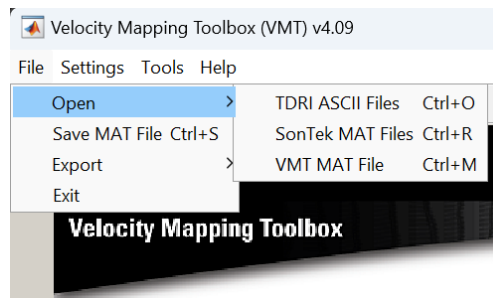 Velocity Mapping Toolbox (VMT) v4.09
File Settings Tools Help
Open > TDRI ASCII Files Ctrl+O
Save MAT File Ctrl+S SonTek MAT Files Ctrl+R
Export > VMT MAT File Ctrl+M
Exit
Velocity Mapping Toolbox